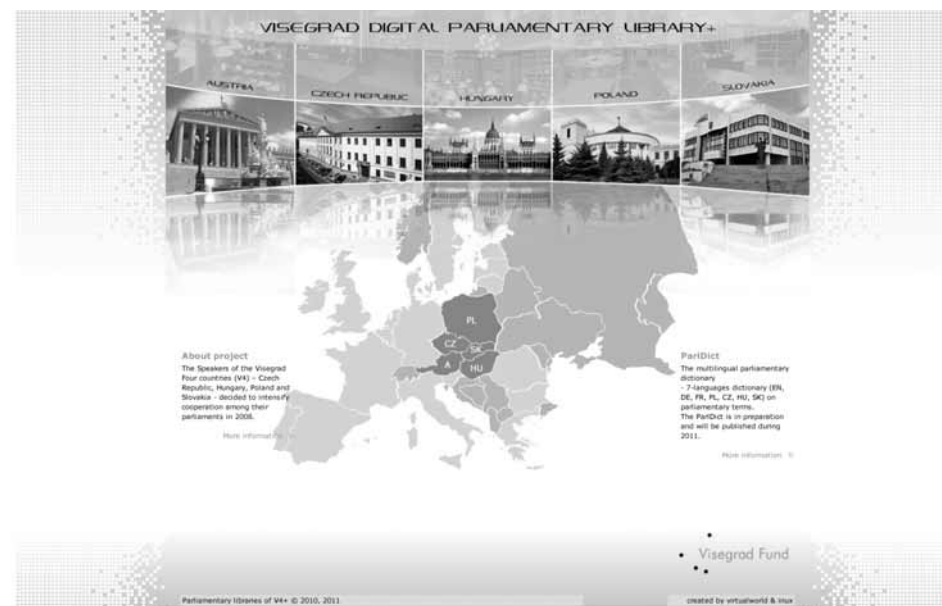 VISEGRAD DIGITAL PARLIAMENTARY LIBRARY+
AUSTRIA
CZECH REPUBLIC
HUNGARY
POLAND
SLOVAKIA
PL
CZ
SK
A
HU
About project
The Speakers of the Visegrad
Four countries (V4) – Czech
Republic, Hungary, Poland and
Slovakia - decided to intensify
cooperation among their
parliaments in 2008.
More information
ParlDict
The multilingual parliamentary
dictionary
- 7-languages dictionary (EN,
DE, FR, PL, CZ, HU, SK) on
parliamentary terms.
The ParlDict is in preparation
and will be published during
2011.
More information
Visegrad Fund
Parliamentary libraries of V4+ © 2010, 2011.
created by virtualworld & inux